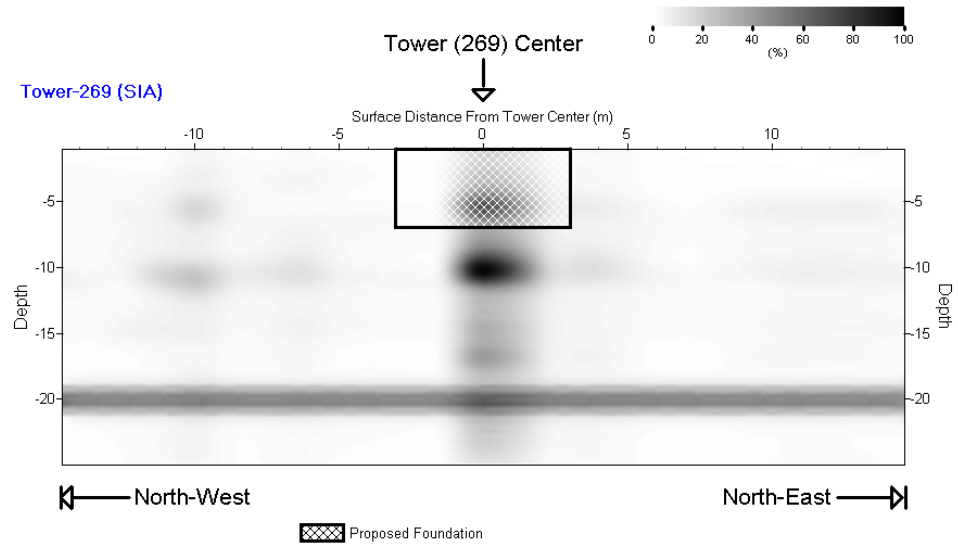 0 20 40 60 80 100
(%)
Tower (269) Center
Tower-269 (SIA)
Surface Distance From Tower Center (m)
-10 -5 0 5 10
-5 -5
-10 -10
Depth Depth
-15 -15
-20 -20
North-West North-East
Proposed Foundation